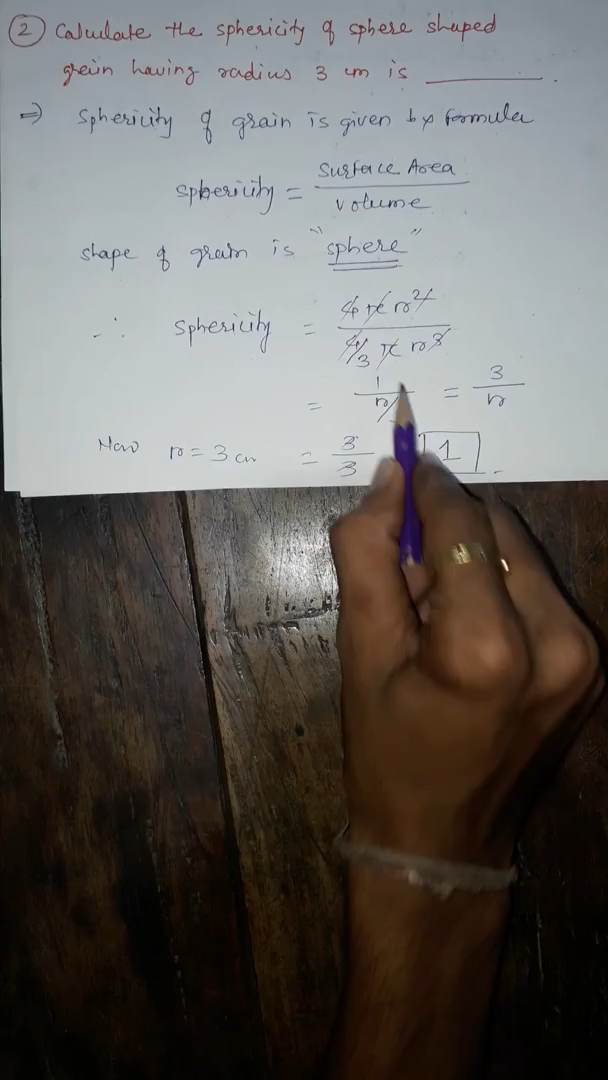 2 Calculate the sphericity of sphere shaped
grein having radius 3 cm is ________.
⇒ Sphericity of grain is given by formula
Sphericity = Surface Area / Volume
shape of grain is "sphere"
∴ Sphericity = 4πr² / 4/3 πr³
= 1/r/ = 3/r
Now r = 3 cm = 3/3 1.